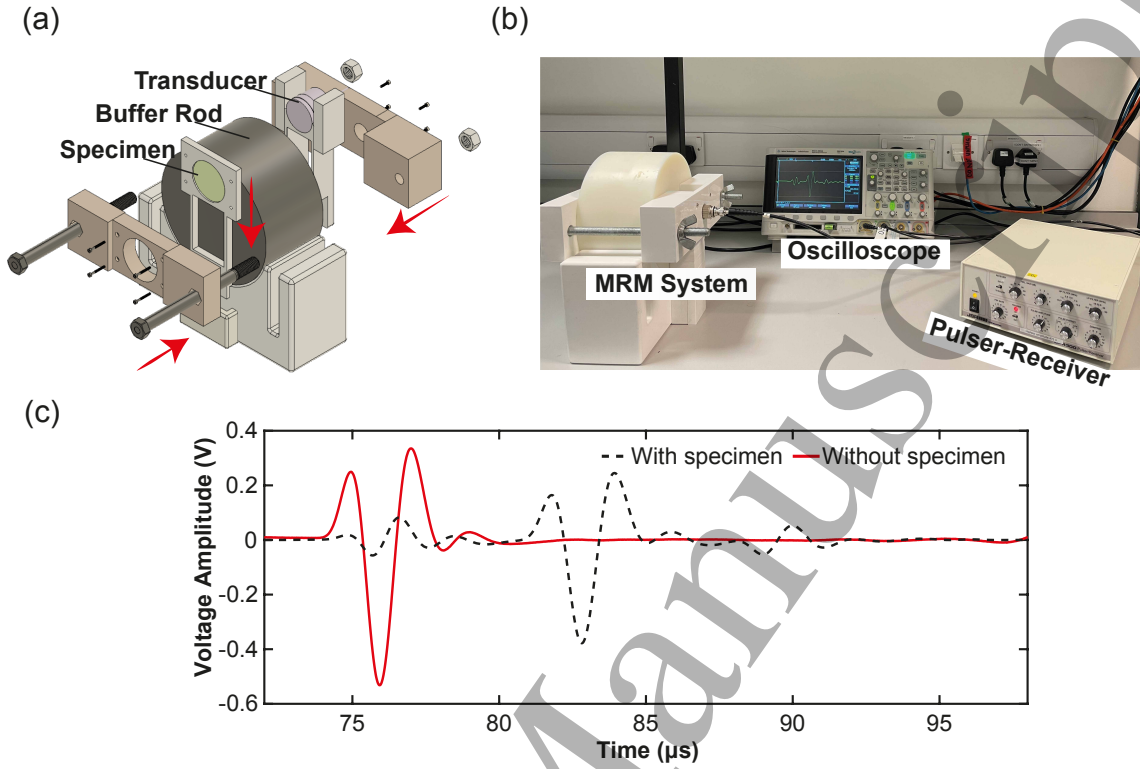 (a)
Transducer
Buffer Rod
Specimen
(b)
MRM System
Oscilloscope
Pulser-Receiver
(c)
Voltage Amplitude (V)
0.4
0.2
0
-0.2
-0.4
-0.6
With specimen
Without specimen
75
80
85
90
95
Time (µs)
Manuscrip